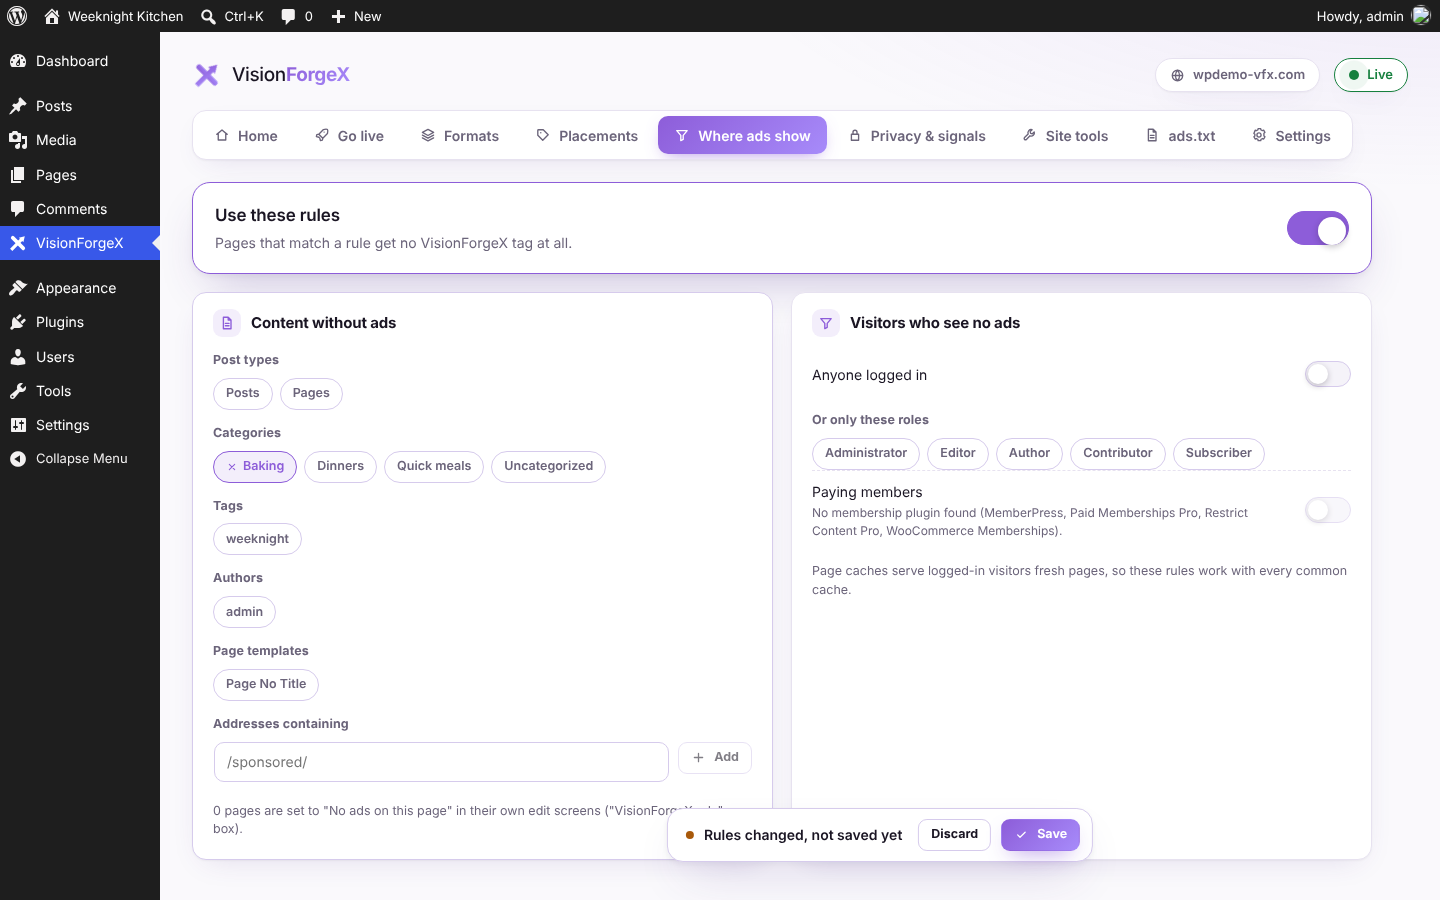 Weeknight Kitchen
Ctrl+K
0
New
Howdy, admin
Dashboard
Posts
Media
Pages
Comments
VisionForgeX
Appearance
Plugins
Users
Tools
Settings
Collapse Menu
VisionForgeX
wpdemo-vfx.com
Live
Home
Go live
Formats
Placements
Where ads show
Privacy & signals
Site tools
ads.txt
Settings
Use these rules
Pages that match a rule get no VisionForgeX tag at all.
Content without ads
Post types
Posts
Pages
Categories
Baking
Dinners
Quick meals
Uncategorized
Tags
weeknight
Authors
admin
Page templates
Page No Title
Addresses containing
/sponsored/
Add
0 pages are set to "No ads on this page" in their own edit screens
box).
Visitors who see no ads
Anyone logged in
Or only these roles
Administrator
Editor
Author
Contributor
Subscriber
Paying members
No membership plugin found (MemberPress, Paid Memberships Pro, Restrict
Content Pro, WooCommerce Memberships).
Page caches serve logged-in visitors fresh pages, so these rules work with every common
cache.
Rules changed, not saved yet
Discard
Save